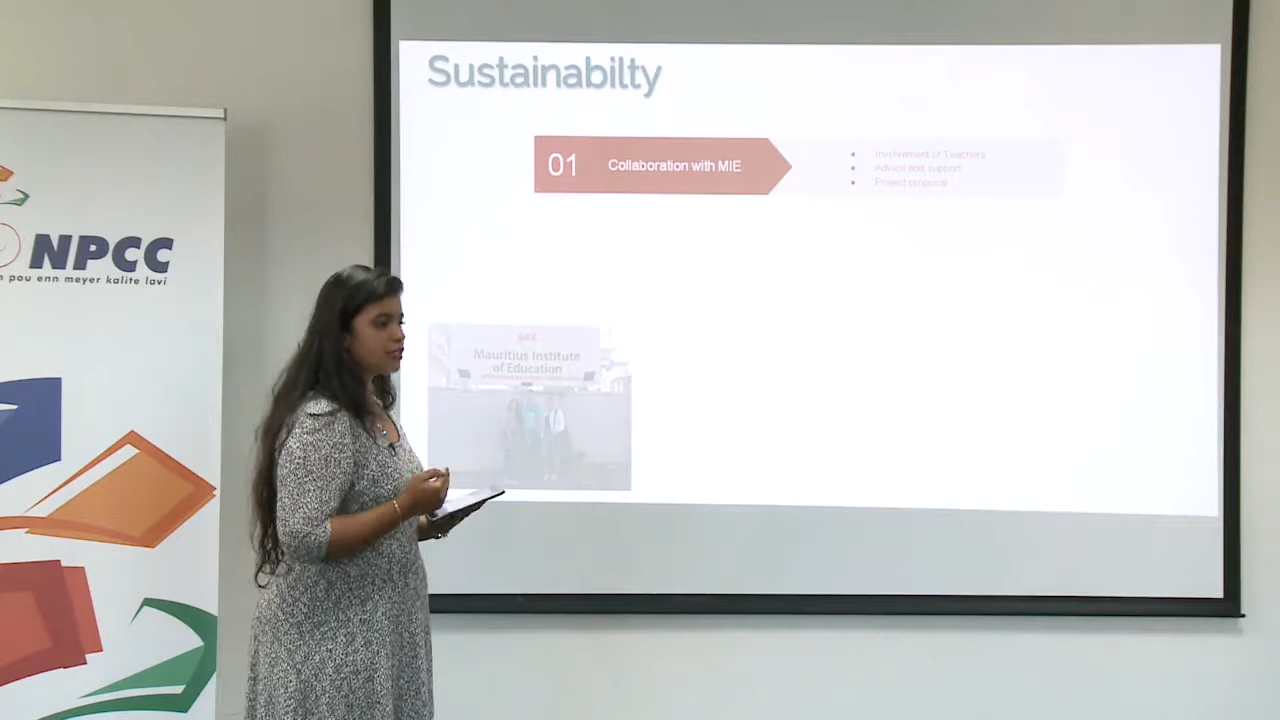 Sustainabilty
01 Collaboration with MIE
Involvement of Teachers
Advice and support
Project proposal
NPCC
pou enn meyer kalite lavi
Mauritius Institute
of Education